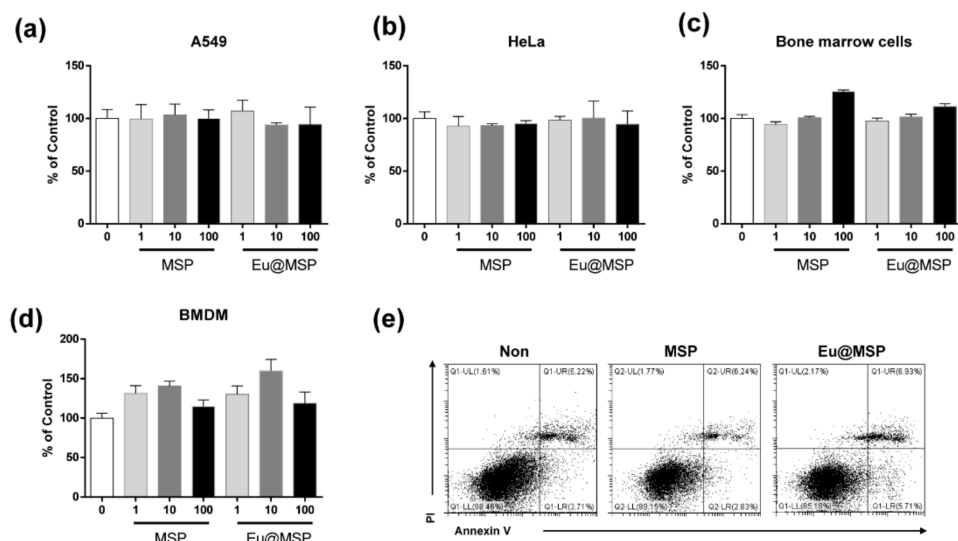 (a)
A549
% of Control
150
100
50
0
0 1 10 100 1 10 100
MSP Eu@MSP
(b)
HeLa
% of Control
150
100
50
0
0 1 10 100 1 10 100
MSP Eu@MSP
(c)
Bone marrow cells
% of Control
150
100
50
0
0 1 10 100 1 10 100
MSP Eu@MSP
(d)
BMDM
% of Control
200
150
100
50
0
0 1 10 100 1 10 100
MSP Eu@MSP
(e)
Non MSP Eu@MSP
Q1-UL(1.61%) Q1-UR(6.22%) Q2-UL(1.77%) Q2-UR(6.24%) Q1-UL(2.17%) Q1-UR(6.93%)
Q1-LL(88.46%) Q1-LR(3.71%) Q2-LL(89.15%) Q2-LR(2.83%) Q1-LL(85.18%) Q1-LR(5.71%)
PI
Annexin V